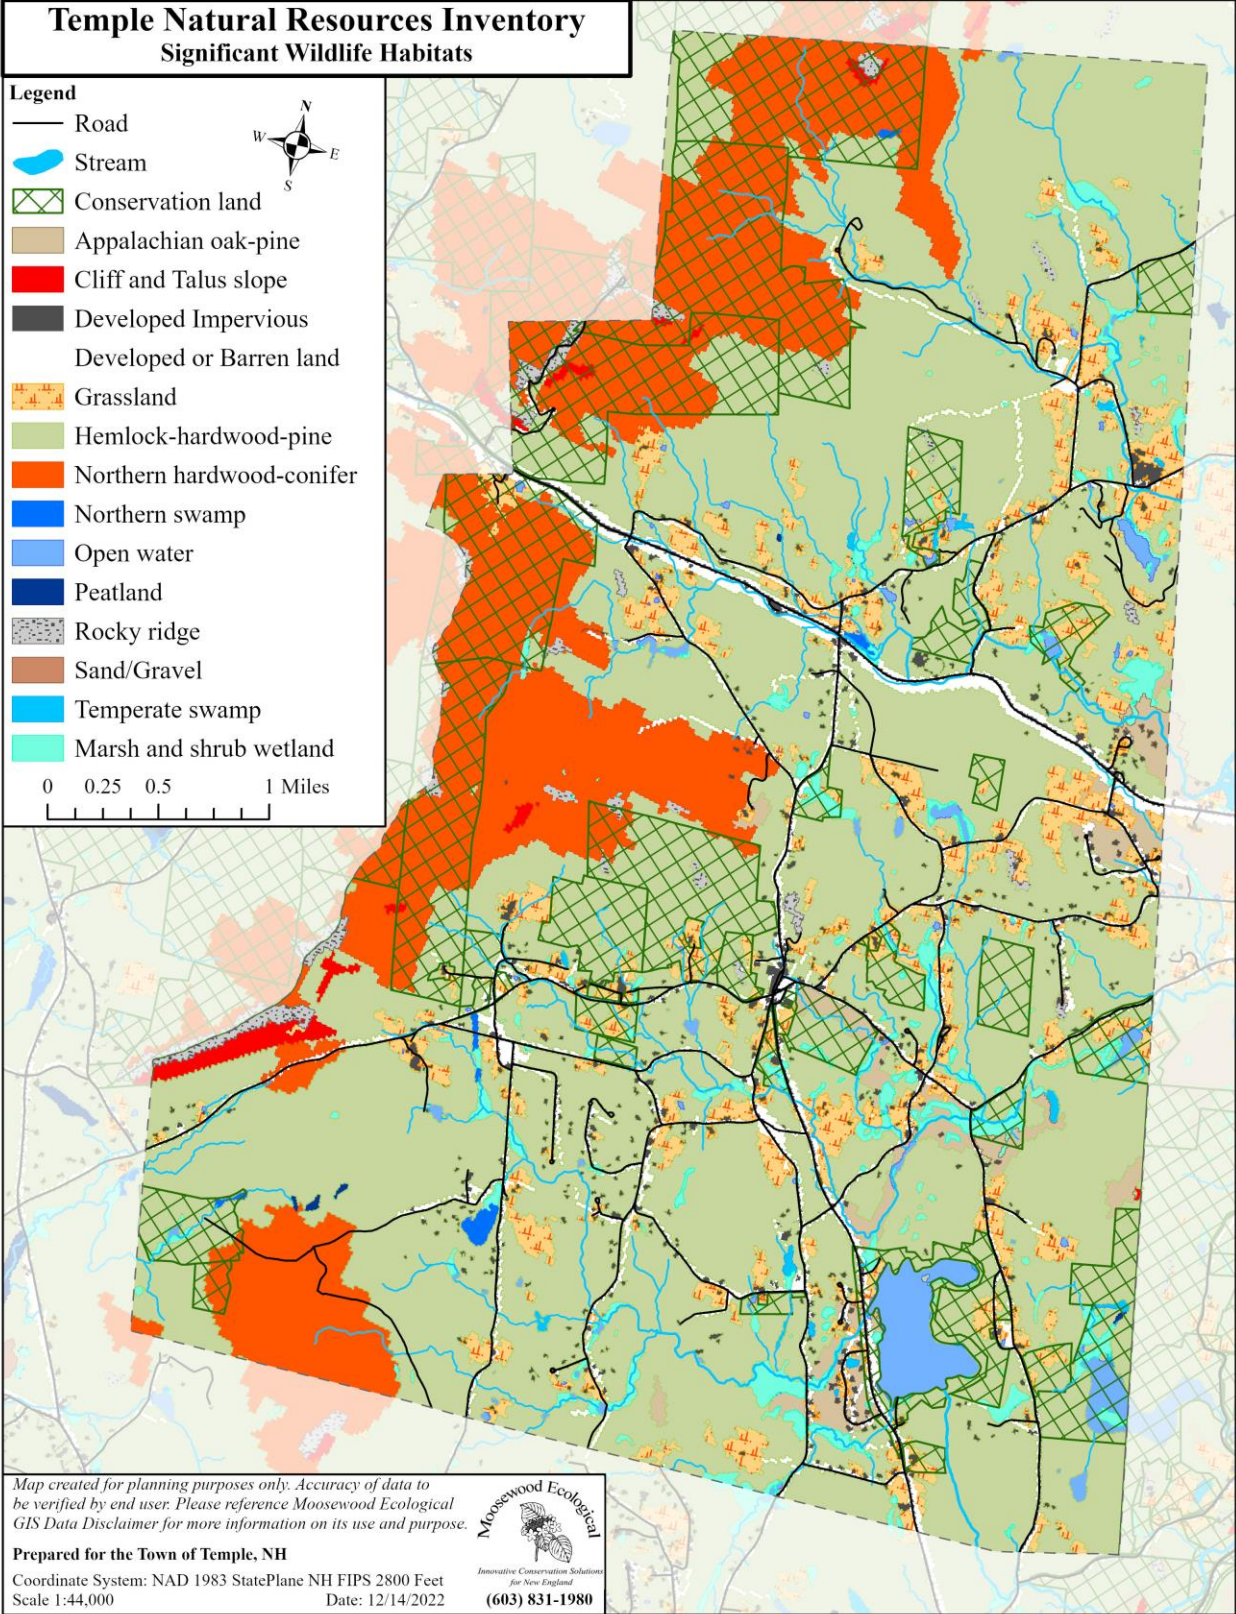 Temple Natural Resources Inventory
Significant Wildlife Habitats
Legend
Road
Stream
Conservation land
Appalachian oak-pine
Cliff and Talus slope
Developed Impervious
Developed or Barren land
Grassland
Hemlock-hardwood-pine
Northern hardwood-conifer
Northern swamp
Open water
Peatland
Rocky ridge
Sand/Gravel
Temperate swamp
Marsh and shrub wetland
N
W
E
S
0 0.25 0.5 1 Miles
Map created for planning purposes only. Accuracy of data to
be verified by end user. Please reference Moosewood Ecological
GIS Data Disclaimer for more information on its use and purpose.
Prepared for the Town of Temple, NH
Coordinate System: NAD 1983 StatePlane NH FIPS 2800 Feet
Scale 1:44,000 Date: 12/14/2022
Moosewood Ecological
Innovative Conservation Solutions
for New England
(603) 831-1980